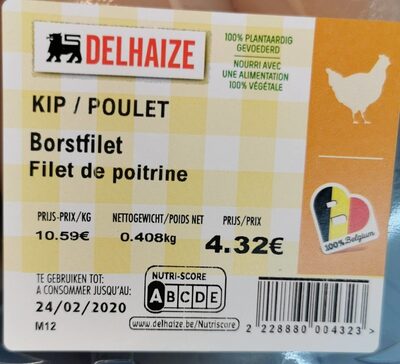 DELHAIZE
100% PLANTAARDIG
GEVOEDERD
NOURRI AVEC
UNE ALIMENTATION
100% VÉGÉTALE
KIP / POULET
Borstfilet
Filet de poitrine
PRIJS-PRIX/KG NETTOGEWICHT/POIDS NET PRIJS/PRIX
10.59€ 0.408kg 4.32€
100% Belgium
TE GEBRUIKEN TOT:
A CONSOMMER JUSQU'AU:
24/02/2020
M12
NUTRI-SCORE
A B C D E
www.delhaize.be/Nutriscore
2 228880 004323 >